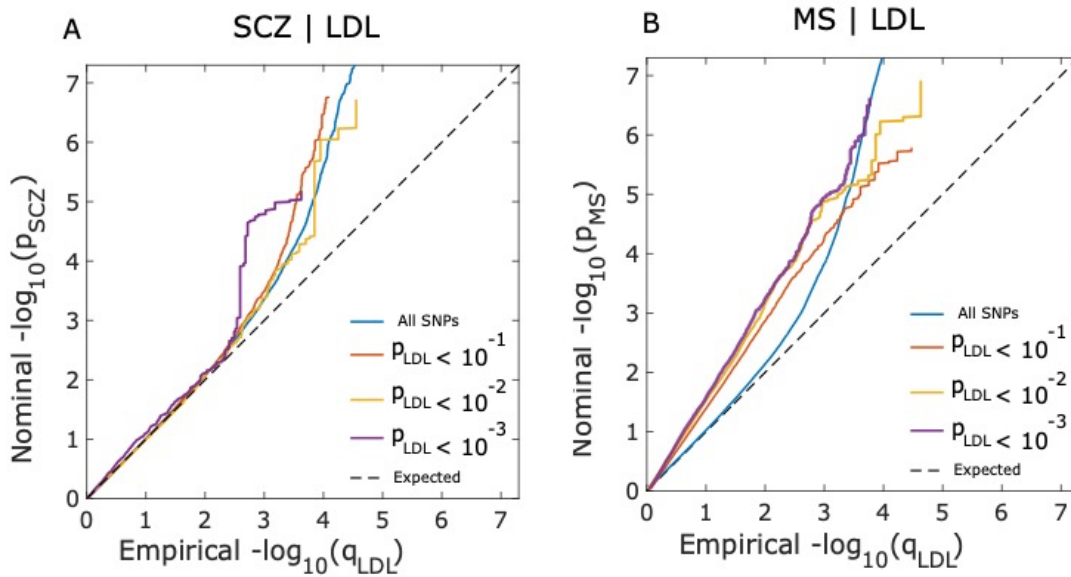 A
SCZ | LDL
7
6
5
4
3
2
1
0
Nominal -log10(pSCZ)
All SNPs
pLDL < 10-1
pLDL < 10-2
pLDL < 10-3
Expected
0 1 2 3 4 5 6 7
Empirical -log10(qLDL)
B
MS | LDL
7
6
5
4
3
2
1
0
Nominal -log10(pMS)
All SNPs
pLDL < 10-1
pLDL < 10-2
pLDL < 10-3
Expected
0 1 2 3 4 5 6 7
Empirical -log10(qLDL)